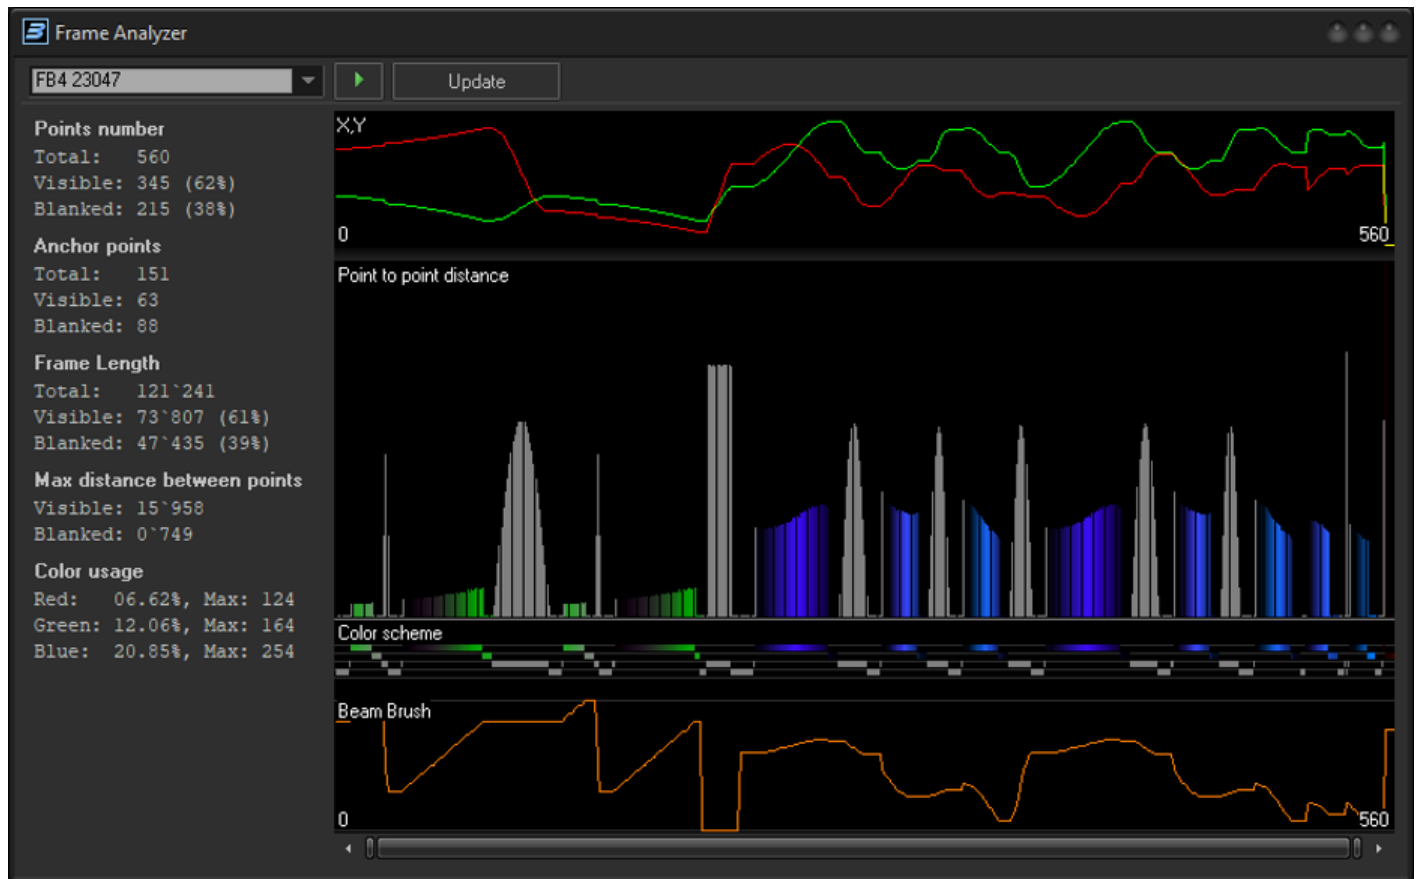 Frame Analyzer
FB4 23047
Update
Points number
Total: 560
Visible: 345 (62%)
Blanked: 215 (38%)
Anchor points
Total: 151
Visible: 63
Blanked: 88
Frame Length
Total: 121`241
Visible: 73`807 (61%)
Blanked: 47`435 (39%)
Max distance between points
Visible: 15`958
Blanked: 0`749
Color usage
Red: 06.62%, Max: 124
Green: 12.06%, Max: 164
Blue: 20.85%, Max: 254
X,Y
0 560
Point to point distance
Color scheme
Beam Brush
0 560